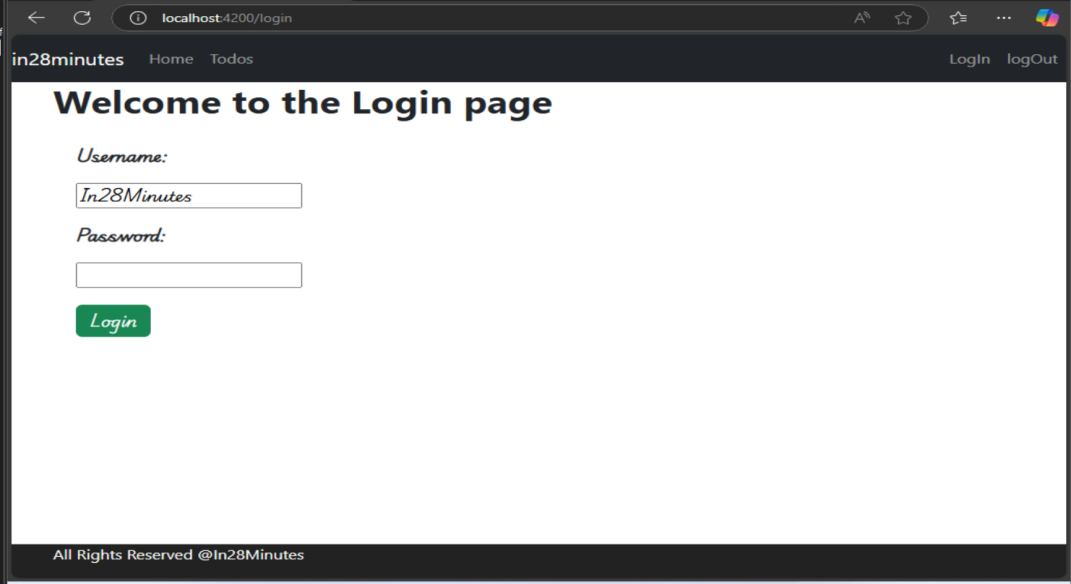 localhost:4200/login
in28minutes Home Todos LogIn logOut
Welcome to the Login page
Username:
In28Minutes
Password:
Login
All Rights Reserved @In28Minutes